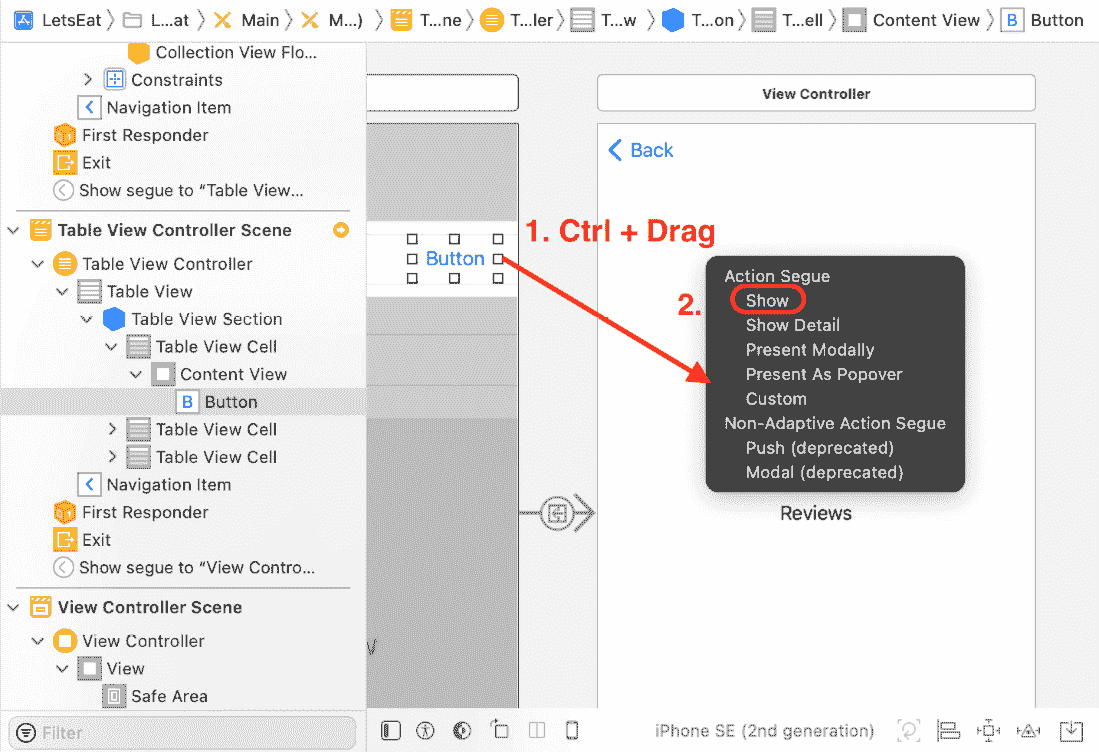 LetsEat
L...at
Main
M...)
T...ne
T...ler
T...w
T...on
T...ell
Content View
B
Button
Collection View Flo...
Constraints
Navigation Item
First Responder
Exit
Show segue to “Table View...
Table View Controller Scene
Table View Controller
Table View
Table View Section
Table View Cell
Content View
B Button
Table View Cell
Table View Cell
Navigation Item
First Responder
Exit
Show segue to “View Contro...
View Controller Scene
View Controller
View
Safe Area
Filter
Button
1. Ctrl + Drag
View Controller
Back
2.
Action Segue
Show
Show Detail
Present Modally
Present As Popover
Custom
Non-Adaptive Action Segue
Push (deprecated)
Modal (deprecated)
Reviews
iPhone SE (2nd generation)